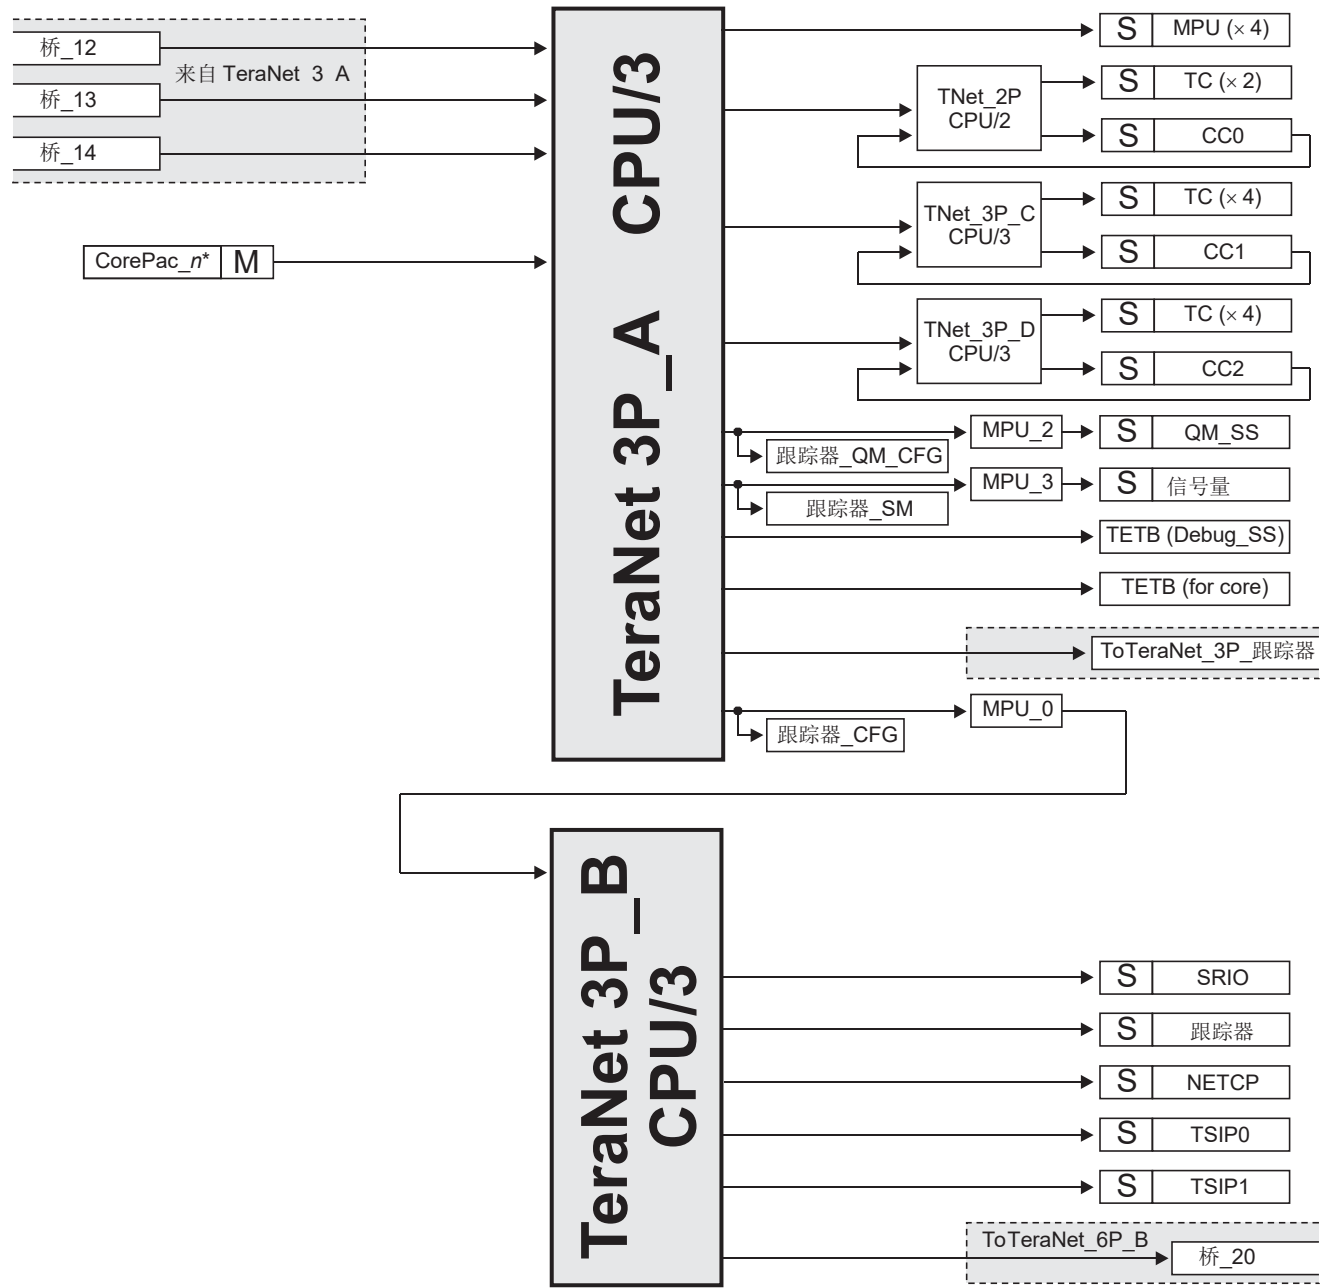 桥_12
来自 TeraNet 3 A
桥_13
桥_14
CorePac_n* M
TeraNet 3P_A CPU/3
S MPU (× 4)
TNet_2P
CPU/2
S TC (× 2)
S CC0
TNet_3P_C
CPU/3
S TC (× 4)
S CC1
TNet_3P_D
CPU/3
S TC (× 4)
S CC2
MPU_2 S QM_SS
跟踪器_QM_CFG
MPU_3 S 信号量
跟踪器_SM
TETB (Debug_SS)
TETB (for core)
ToTeraNet_3P_跟踪器
MPU_0
跟踪器_CFG
TeraNet 3P_B
CPU/3
S SRIO
S 跟踪器
S NETCP
S TSIP0
S TSIP1
ToTeraNet_6P_B
桥_20